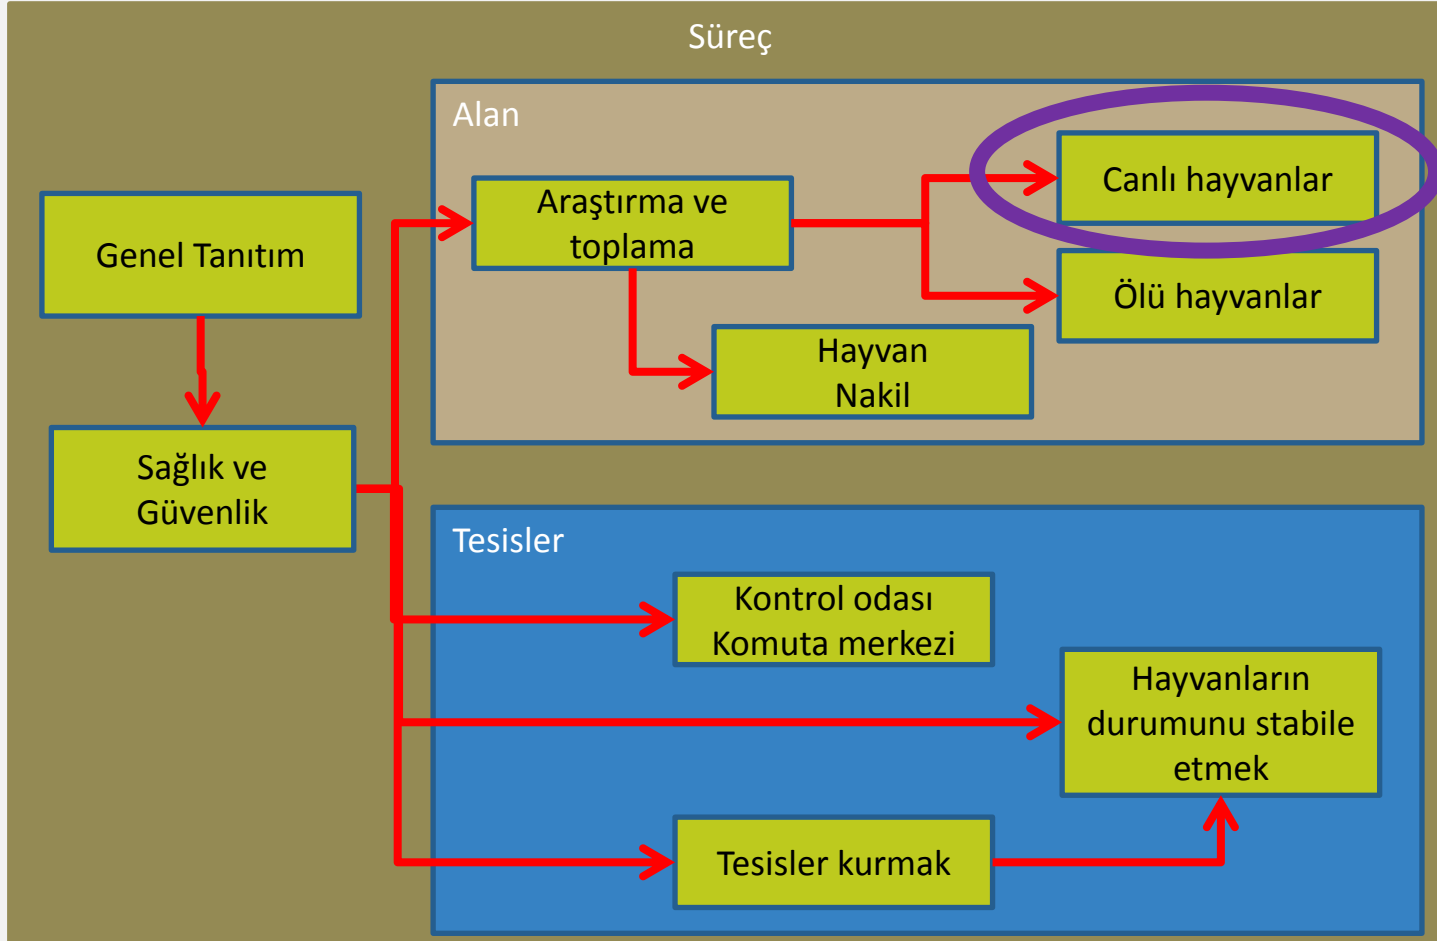 Süreç
Alan
Genel Tanıtım
Araştırma ve
toplama
Canlı hayvanlar
Ölü hayvanlar
Hayvan
Nakil
Sağlık ve
Güvenlik
Tesisler
Kontrol odası
Komuta merkezi
Hayvanların
durumunu stabile
etmek
Tesisler kurmak